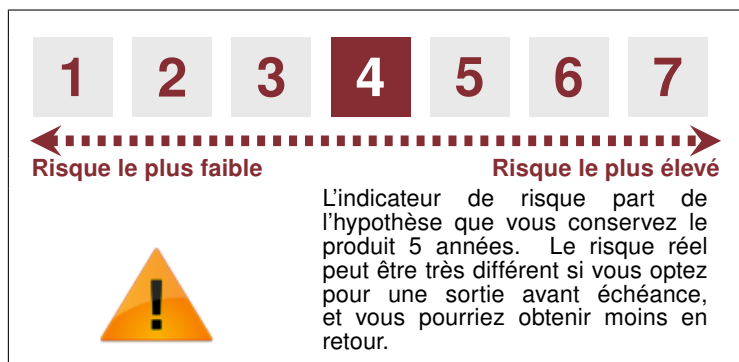 1 2 3 4 5 6 7
Risque le plus faible Risque le plus élevé
L'indicateur de risque part de
l'hypothèse que vous conservez le
produit 5 années. Le risque réel
peut être très différent si vous optez
pour une sortie avant échéance,
et vous pourriez obtenir moins en
retour.
!